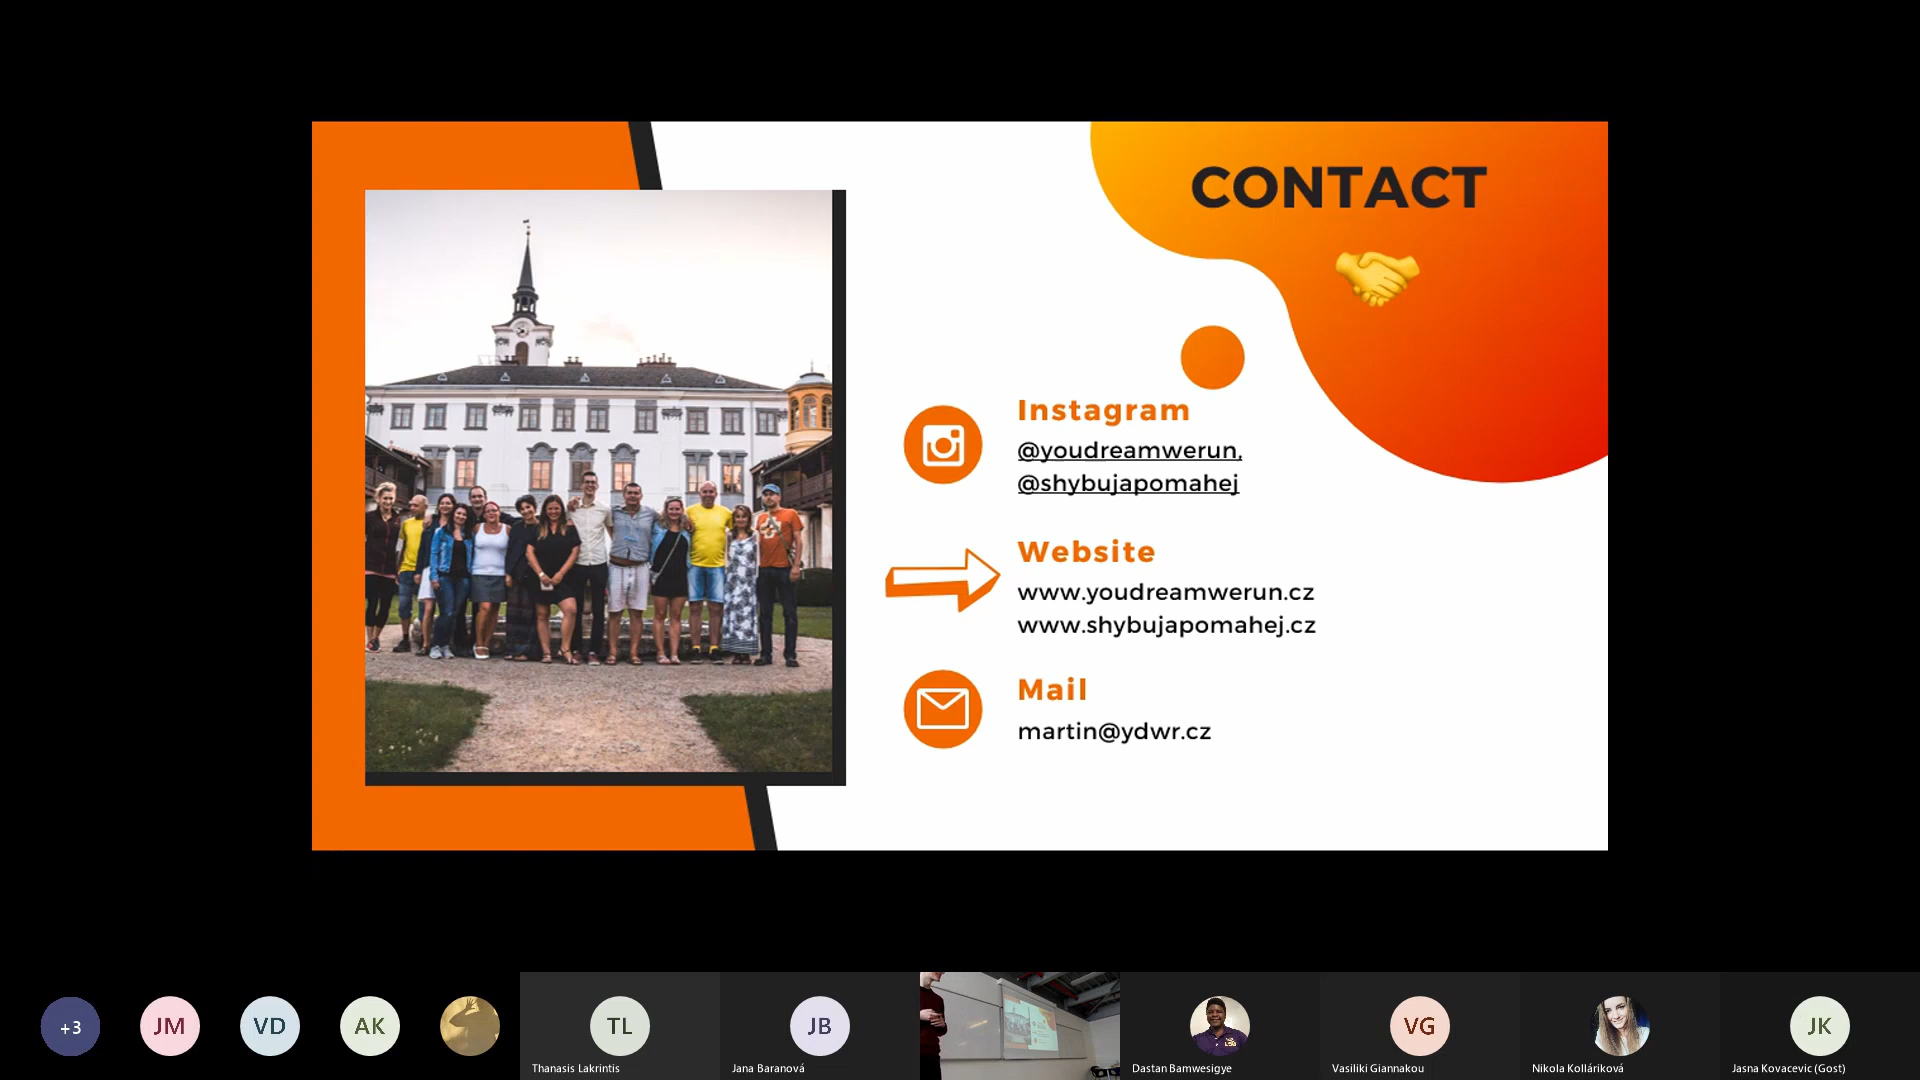 CONTACT
Instagram
@youdreamwerun,
@shybujapomahej
Website
www.youdreamwerun.cz
www.shybujapomahej.cz
Mail
martin@ydwr.cz
+3
JM
VD
AK
TL
JB
VG
JK
Thanasis Lakrintis
Jana Baranová
Dastan Bamwesigye
Vasiliki Giannakou
Nikola Kolláriková
Jasna Kovacevic (Gost)